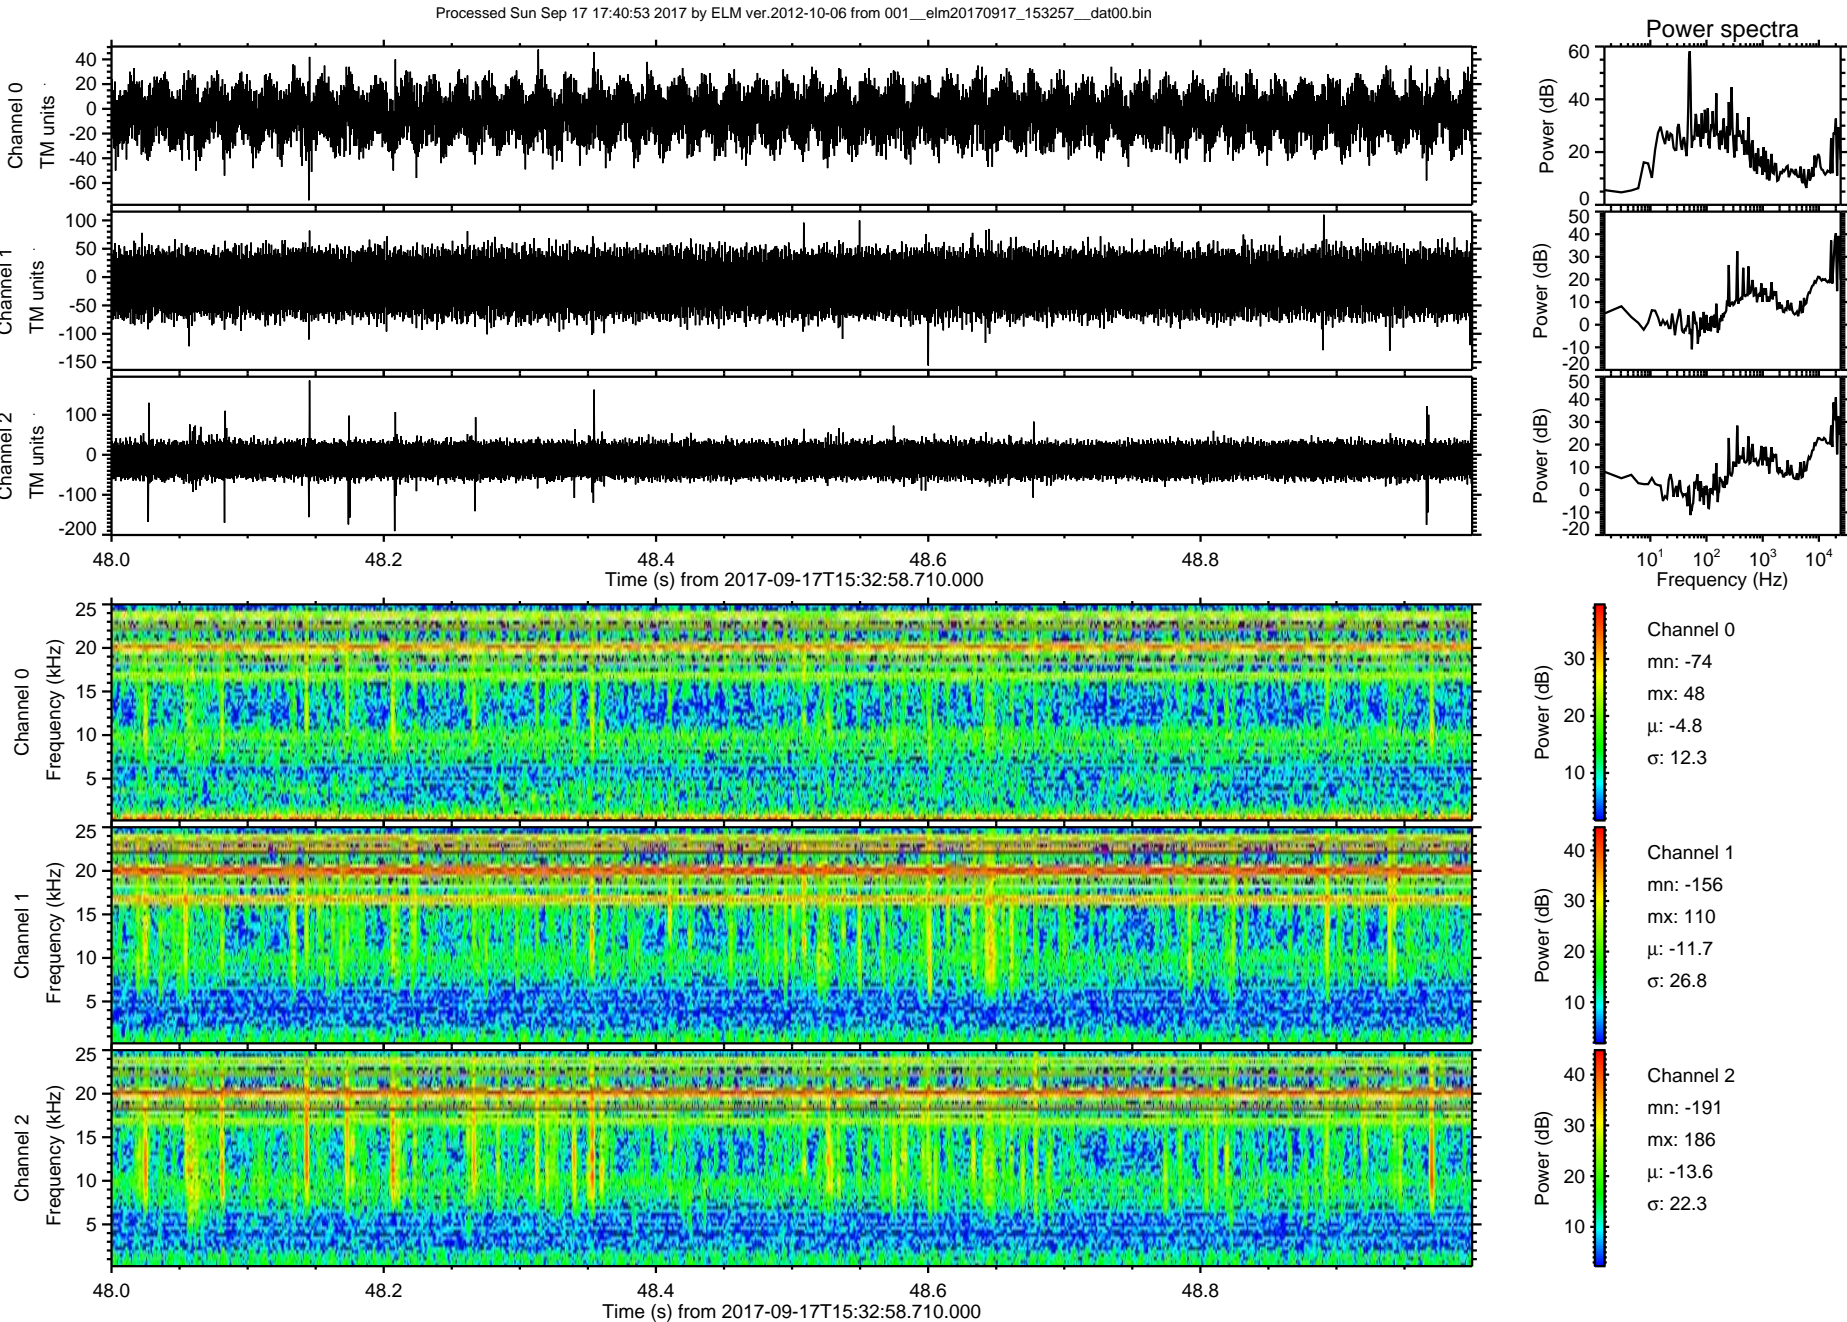 Processed Sun Sep 17 17:40:53 2017 by ELM ver.2012-10-06 from 001__elm20170917_153257__dat00.bin
Power spectra
Channel 0
TM units
40
20
0
-20
-40
-60
Power (dB)
60
40
20
0
Channel 1
TM units
100
50
0
-50
-100
-150
Power (dB)
50
40
30
20
10
0
-10
-20
Channel 2
TM units
100
0
-100
-200
Power (dB)
50
40
30
20
10
0
-10
-20
48.0 48.2 48.4 48.6 48.8
Time (s) from 2017-09-17T15:32:58.710.000
10¹ 10² 10³ 10⁴
Frequency (Hz)
Channel 0
Frequency (kHz)
25
20
15
10
5
Power (dB)
30
20
10
Channel 0
mn: -74
mx: 48
μ: -4.8
σ: 12.3
Channel 1
Frequency (kHz)
25
20
15
10
5
Power (dB)
40
30
20
10
Channel 1
mn: -156
mx: 110
μ: -11.7
σ: 26.8
Channel 2
Frequency (kHz)
25
20
15
10
5
Power (dB)
40
30
20
10
Channel 2
mn: -191
mx: 186
μ: -13.6
σ: 22.3
48.0 48.2 48.4 48.6 48.8
Time (s) from 2017-09-17T15:32:58.710.000